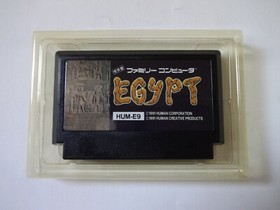 ファミリーコンピュータ
EGYPT
HUM-E9
©1991 HUMAN CORPORATION
©1991 HUMAN CREATIVE PRODUCTS